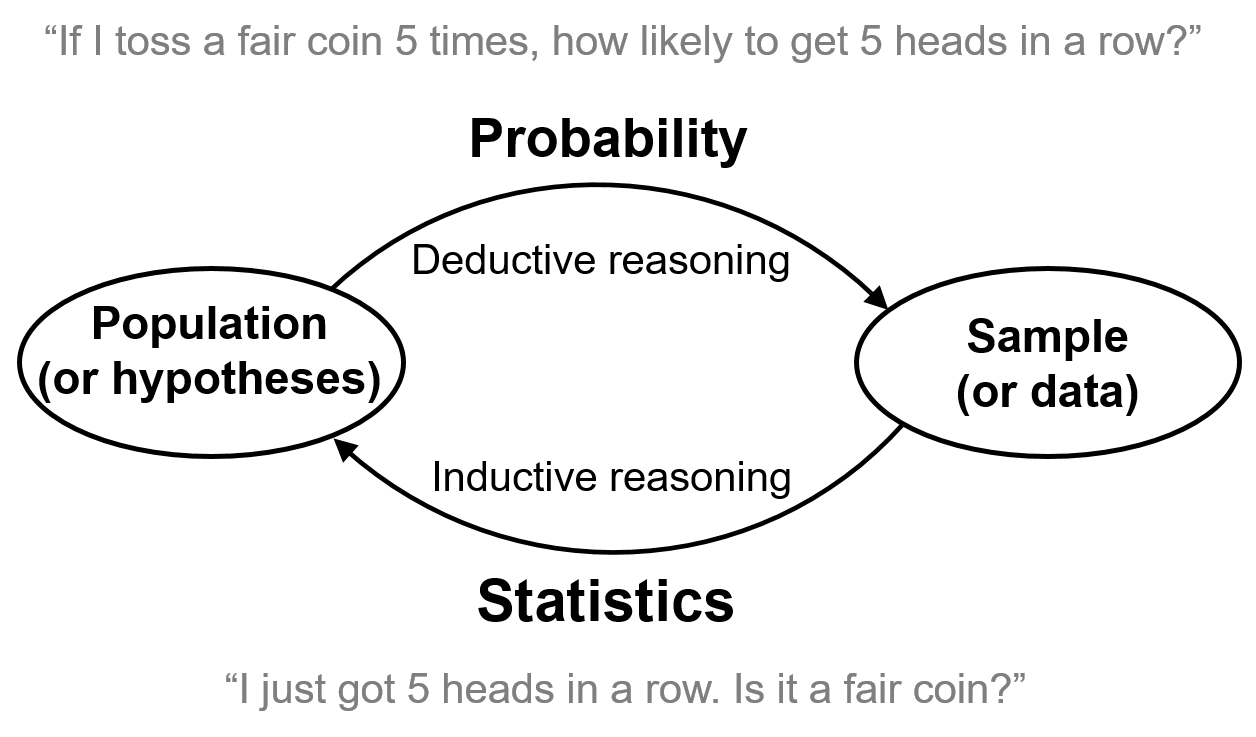 “If I toss a fair coin 5 times, how likely to get 5 heads in a row?”
Probability
Deductive reasoning
Population
(or hypotheses)
Sample
(or data)
Inductive reasoning
Statistics
“I just got 5 heads in a row. Is it a fair coin?”